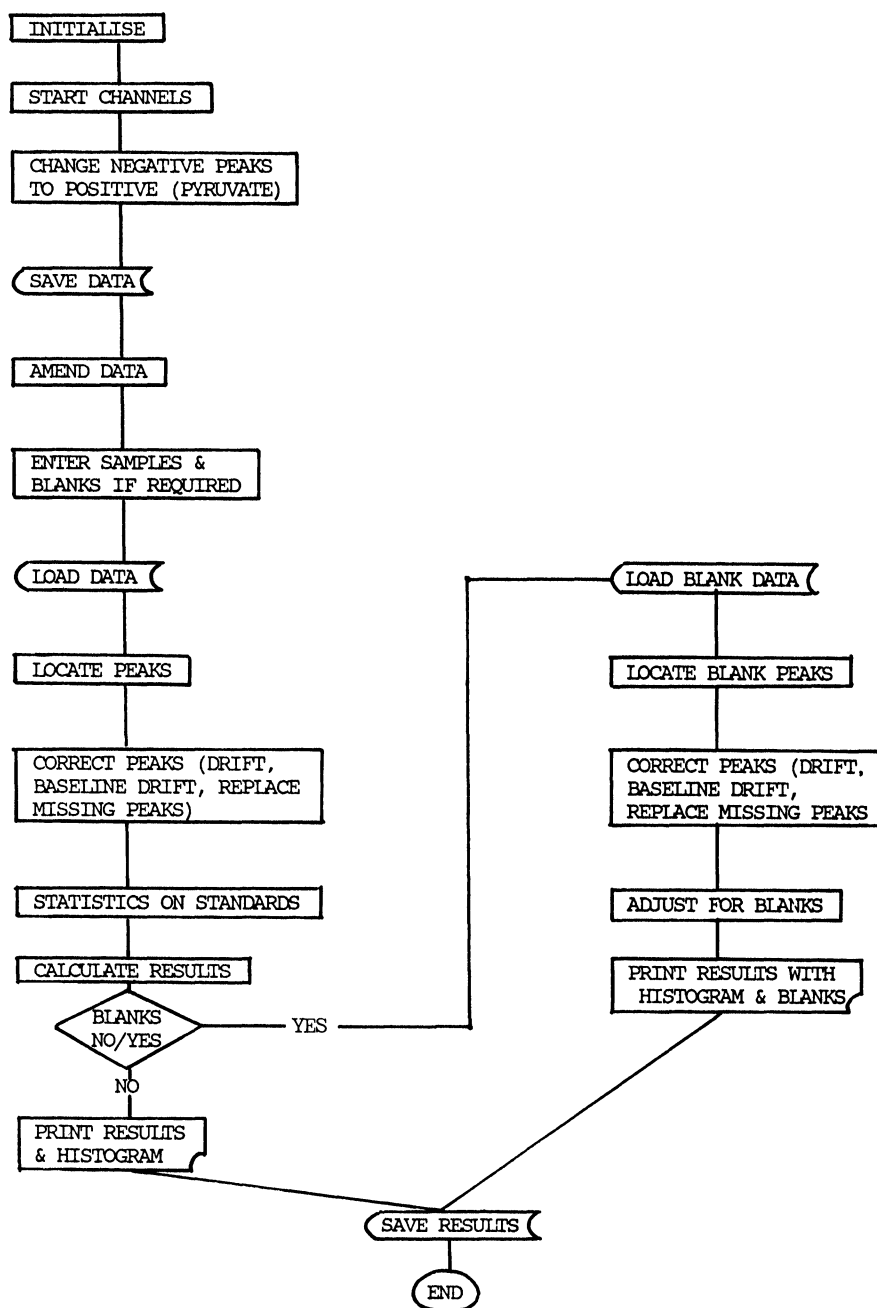 INITIALISE
START CHANNELS
CHANGE NEGATIVE PEAKS
TO POSITIVE (PYRUVATE)
SAVE DATA
AMEND DATA
ENTER SAMPLES &
BLANKS IF REQUIRED
LOAD DATA
LOCATE PEAKS
CORRECT PEAKS (DRIFT,
BASELINE DRIFT, REPLACE
MISSING PEAKS)
STATISTICS ON STANDARDS
CALCULATE RESULTS
BLANKS
NO/YES
YES
NO
PRINT RESULTS
& HISTOGRAM
LOAD BLANK DATA
LOCATE BLANK PEAKS
CORRECT PEAKS (DRIFT,
BASELINE DRIFT,
REPLACE MISSING PEAKS
ADJUST FOR BLANKS
PRINT RESULTS WITH
HISTOGRAM & BLANKS
SAVE RESULTS
END